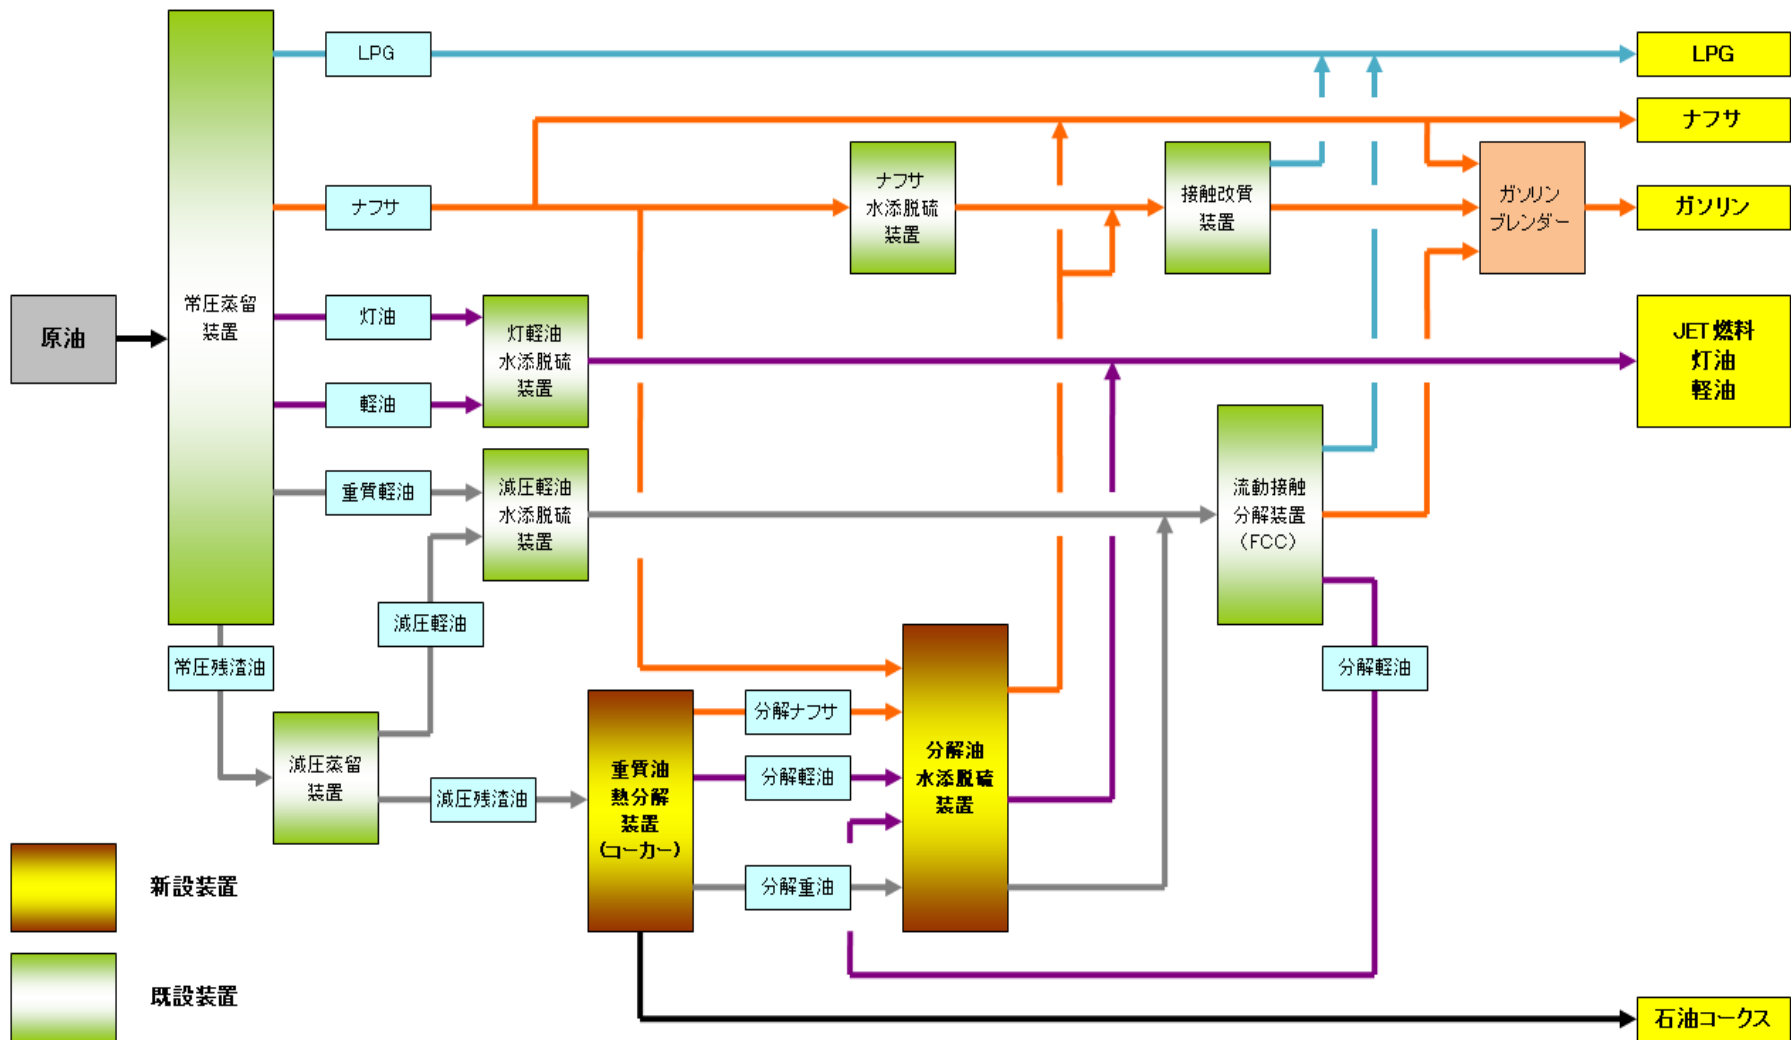 LPG
LPG
ナフサ
ナフサ
ナフサ
水添脱硫
装置
接触改質
装置
ガソリン
ブレンダー
ガソリン
原油
常圧蒸留
装置
灯油
軽油
灯軽油
水添脱硫
装置
JET燃料
灯油
軽油
重質軽油
減圧軽油
水添脱硫
装置
流動接触
分解装置
(FCC)
減圧軽油
常圧残渣油
分解軽油
減圧蒸留
装置
減圧残渣油
重質油
熱分解
装置
(コーカー)
分解ナフサ
分解軽油
分解重油
分解油
水添脱硫
装置
新設装置
既設装置
石油コークス